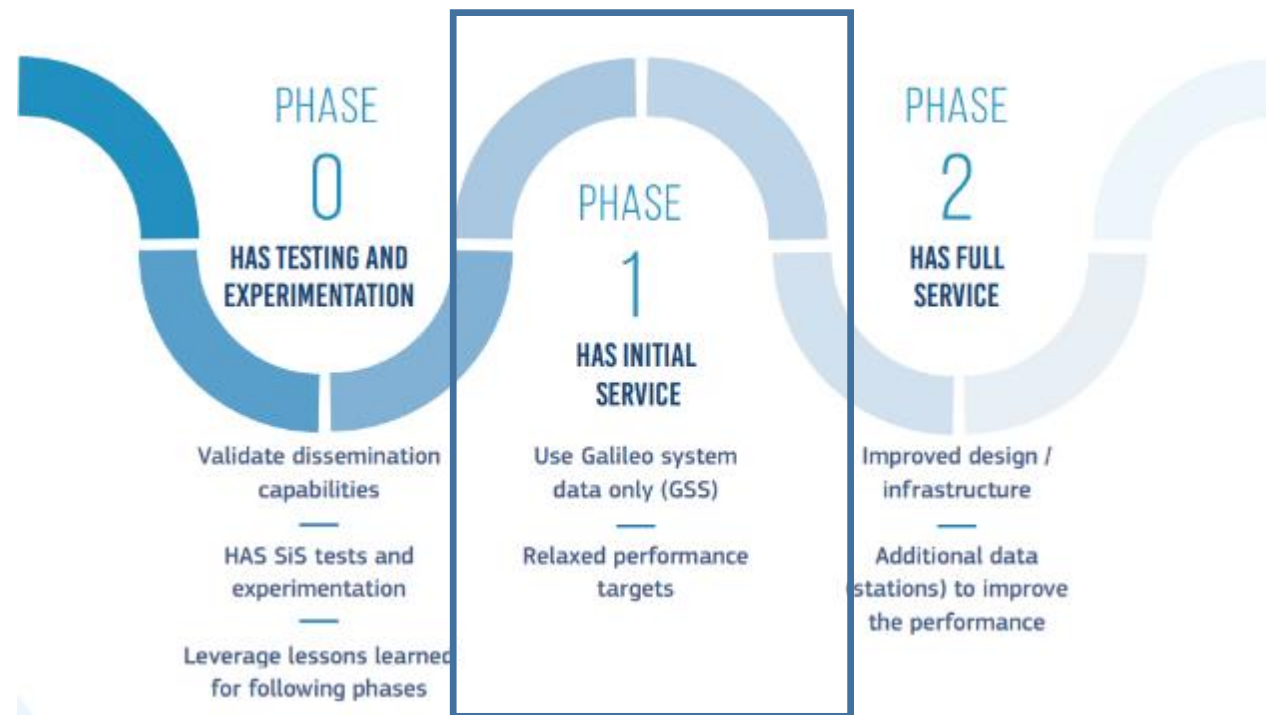 PHASE
0
HAS TESTING AND
EXPERIMENTATION
Validate dissemination
capabilities
HAS SiS tests and
experimentation
Leverage lessons learned
for following phases
PHASE
1
HAS INITIAL
SERVICE
Use Galileo system
data only (GSS)
Relaxed performance
targets
PHASE
2
HAS FULL
SERVICE
Improved design /
infrastructure
Additional data
(stations) to improve
the performance